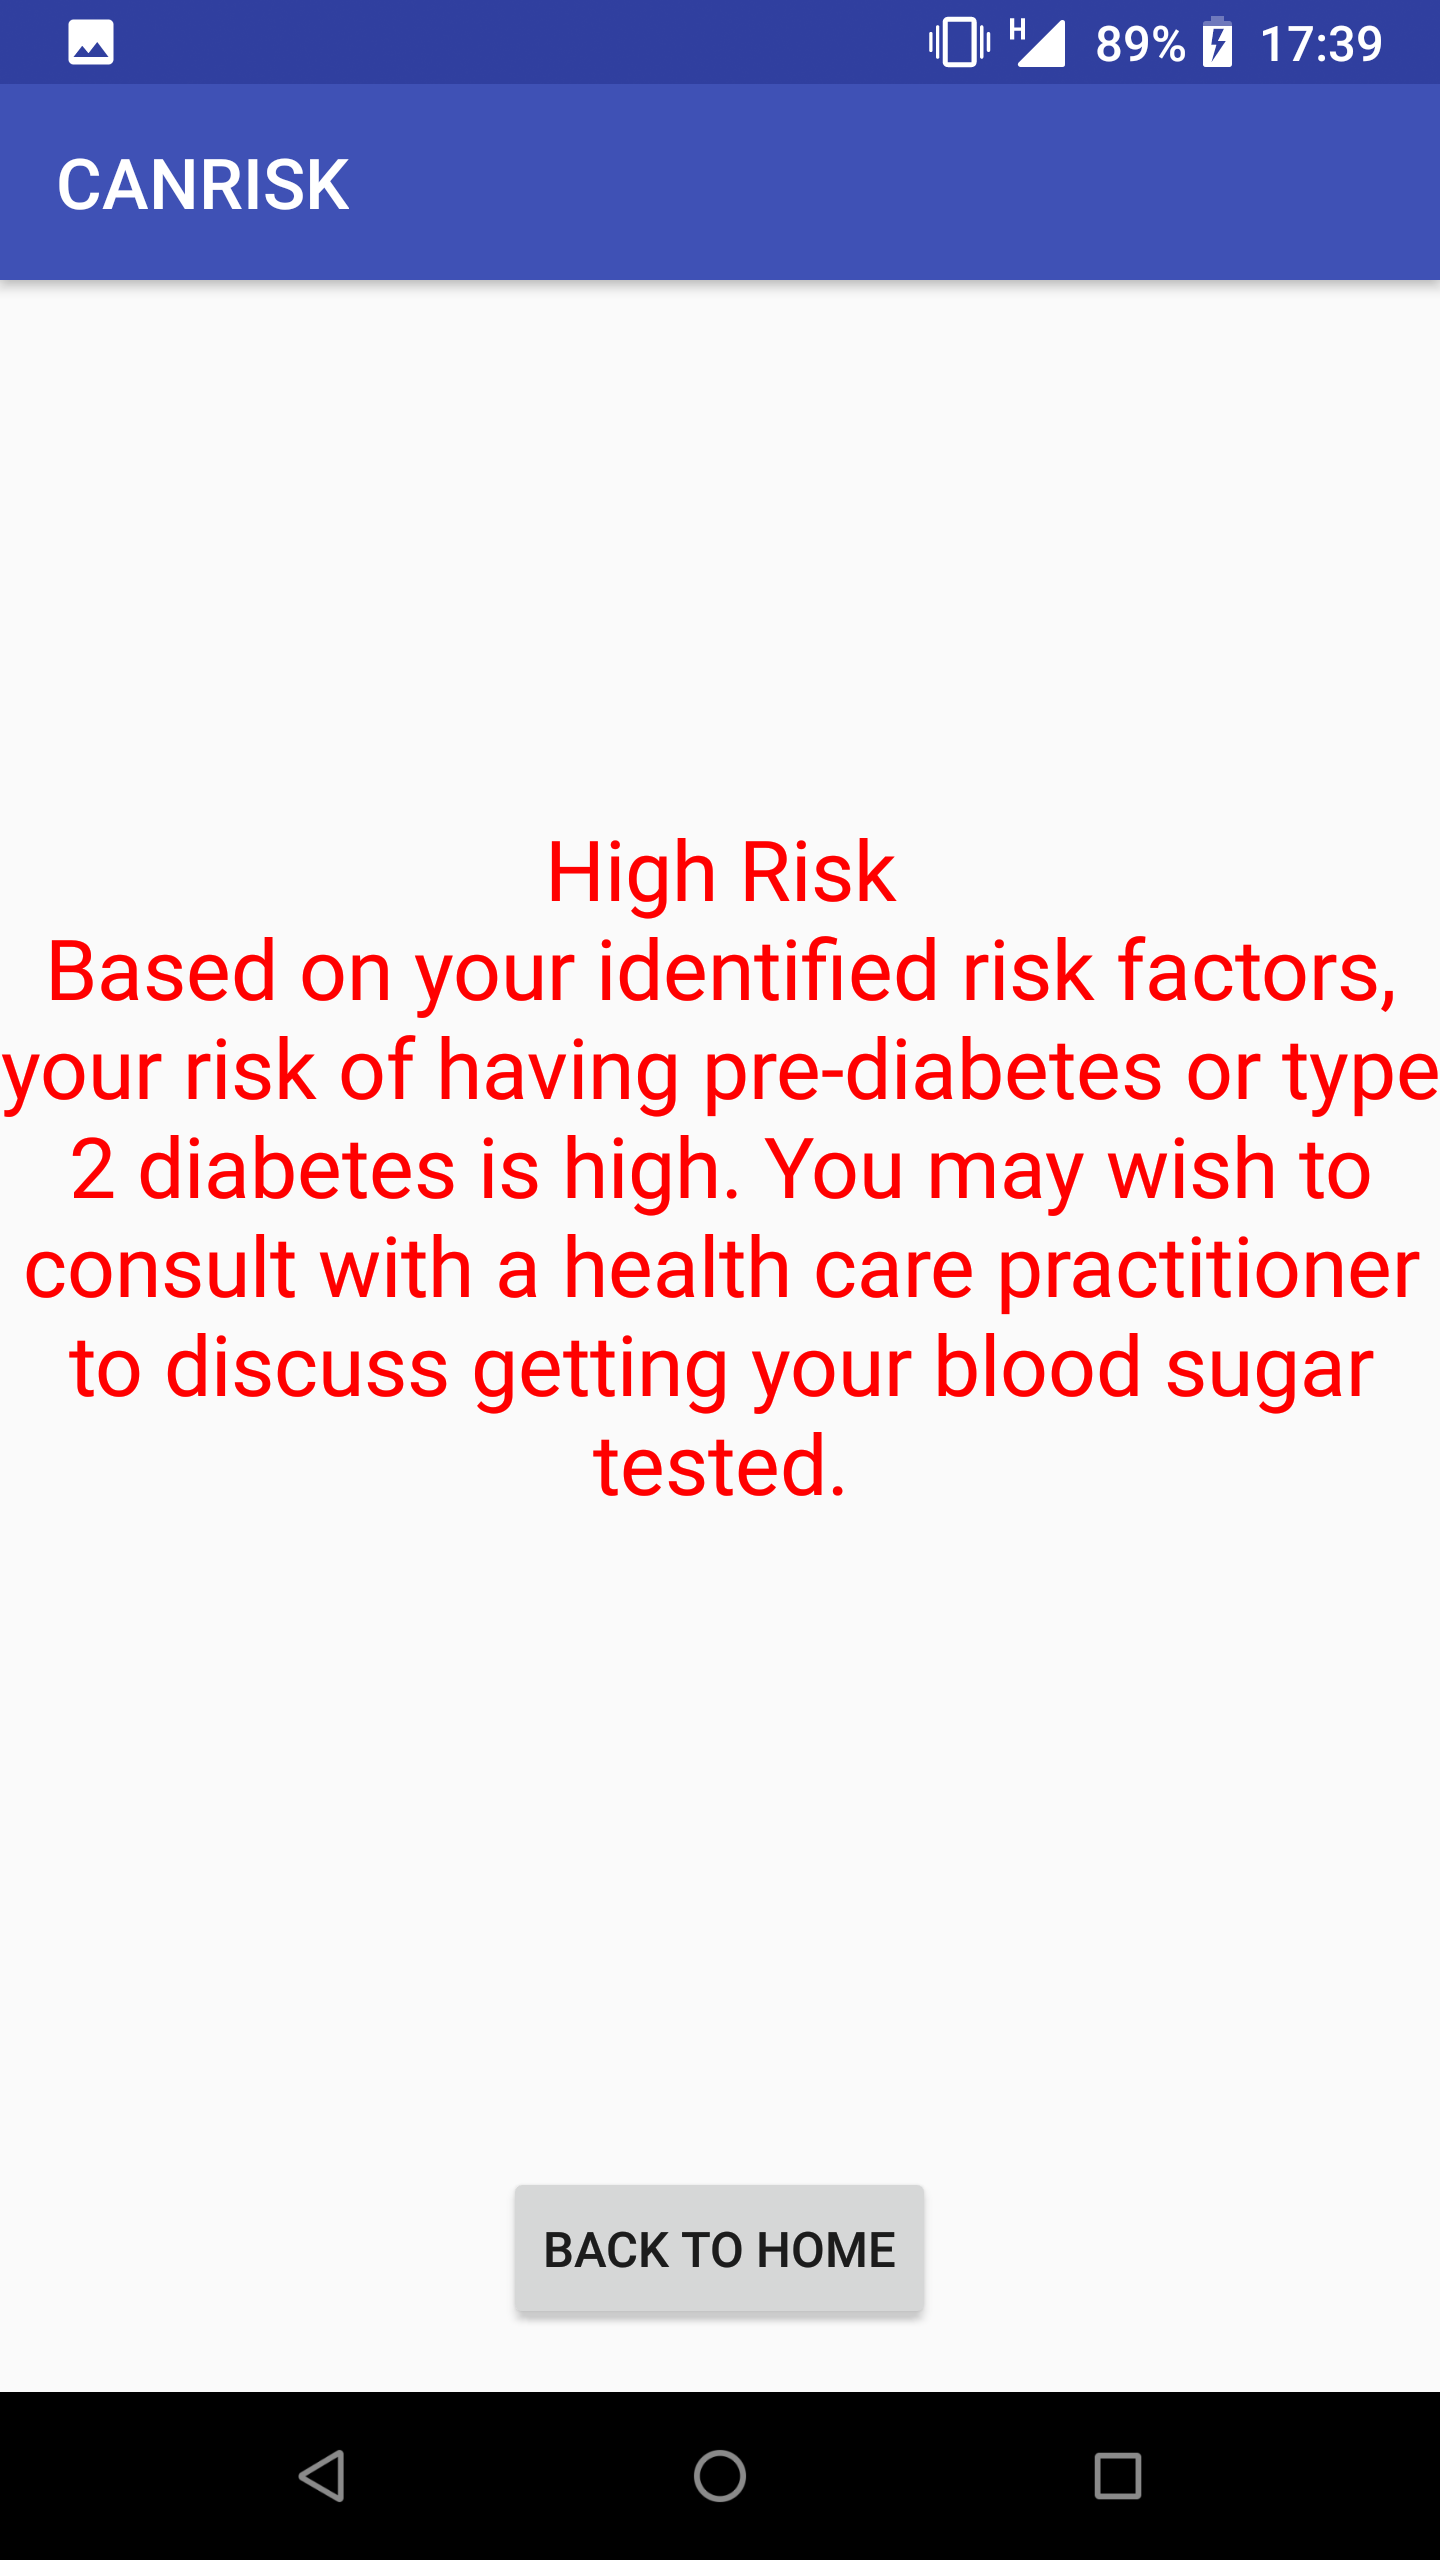 H 89% 17:39
CANRISK
High Risk
Based on your identified risk factors,
your risk of having pre-diabetes or type
2 diabetes is high. You may wish to
consult with a health care practitioner
to discuss getting your blood sugar
tested.
BACK TO HOME